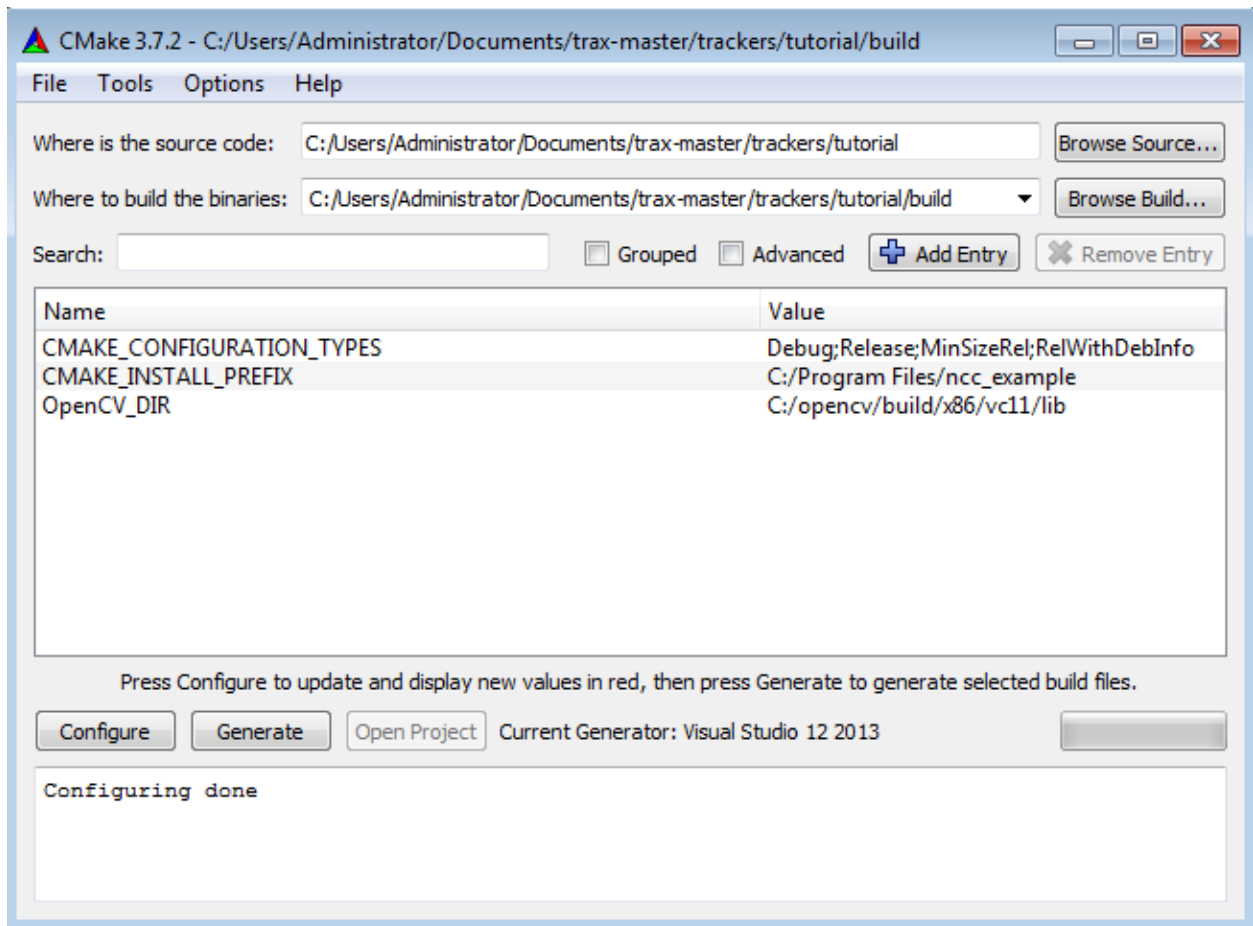 CMake 3.7.2 - C:/Users/Administrator/Documents/trax-master/trackers/tutorial/build
File Tools Options Help
Where is the source code: C:/Users/Administrator/Documents/trax-master/trackers/tutorial Browse Source...
Where to build the binaries: C:/Users/Administrator/Documents/trax-master/trackers/tutorial/build Browse Build...
Search: Grouped Advanced Add Entry Remove Entry
Name Value
CMAKE_CONFIGURATION_TYPES Debug;Release;MinSizeRel;RelWithDebInfo
CMAKE_INSTALL_PREFIX C:/Program Files/ncc_example
OpenCV_DIR C:/opencv/build/x86/vc11/lib
Press Configure to update and display new values in red, then press Generate to generate selected build files.
Configure Generate Open Project Current Generator: Visual Studio 12 2013
Configuring done